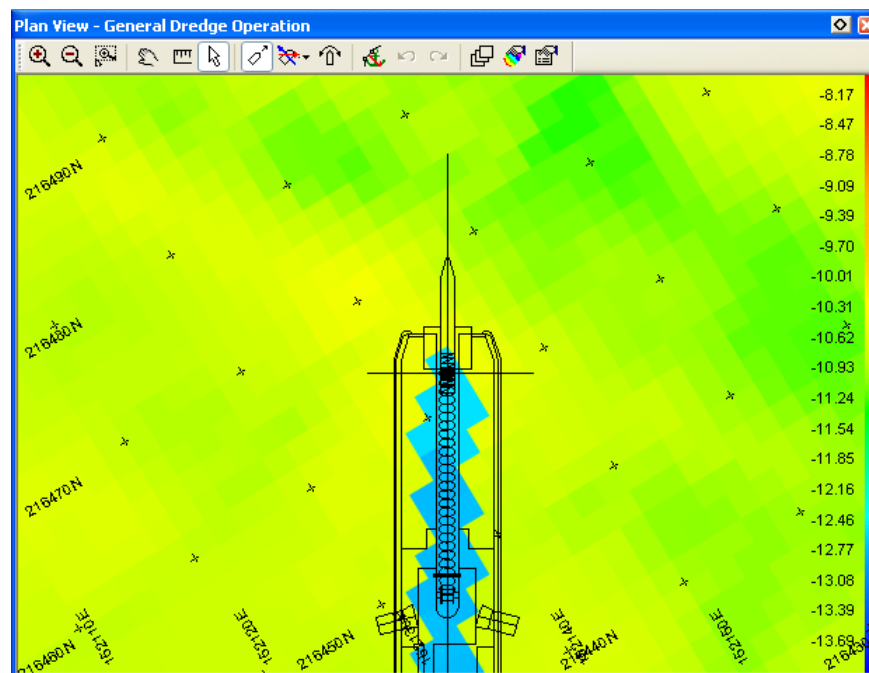 Plan View - General Dredge Operation
-8.17
-8.47
-8.78
-9.09
-9.39
-9.70
-10.01
-10.31
-10.62
-10.93
-11.24
-11.54
-11.85
-12.16
-12.46
-12.77
-13.08
-13.39
-13.69
216490N
216480N
216470N
216460N
152110E
152120E
216450N
152140E
216440N
152150E